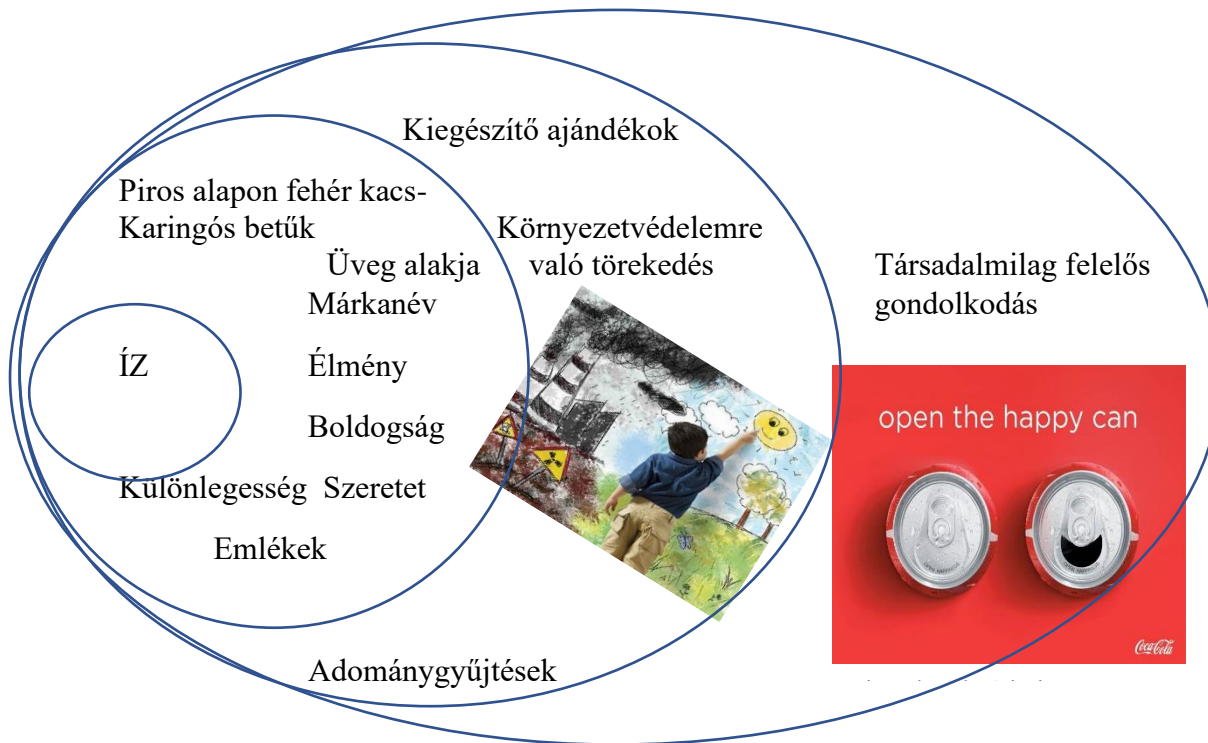 Kiegészítő ajándékok
Piros alapon fehér kacs-
Karingós betűk
Környezetvédelemre
való törekedés
Üveg alakja
Márkanév
Társadalmilag felelős
gondolkodás
ÍZ
Élmény
Boldogság
Különlegesség Szeretet
Emlékek
Adománygyűjtések
open the happy can
Coca-Cola